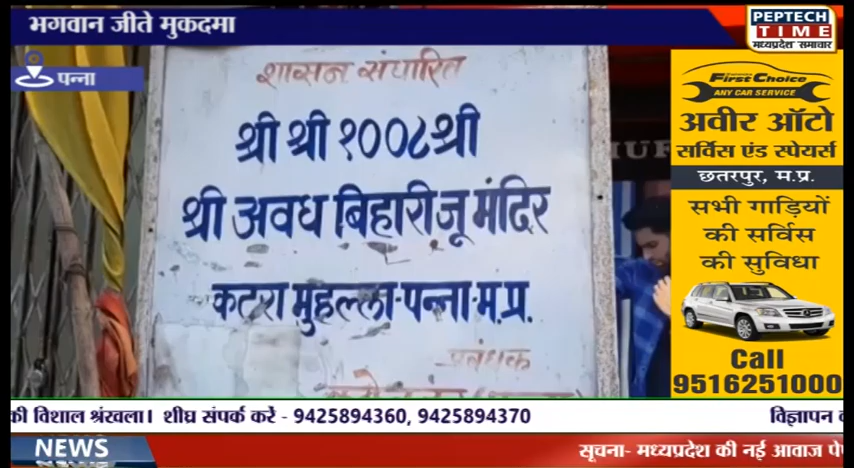 भगवान जीते मुकदमा
PEPTECH
TIME
मध्यप्रदेश समाचार
पन्ना
शासन संपारित
श्री श्री १००८ श्री
श्री अवध बिहारीजू मंदिर
कटरा मुहल्ला-पन्ना-म.प्र.
प्रबंधक
First Choice
ANY CAR SERVICE
अवीर ऑटो
सर्विस एंड स्पेयर्स
छतरपुर, म.प्र.
सभी गाड़ियों
की सर्विस
की सुविधा
Call
9516251000
की विशाल श्रंखला। शीघ्र संपर्क करें - 9425894360, 9425894370
विज्ञापन
NEWS
सूचना- मध्यप्रदेश की नई आवाज